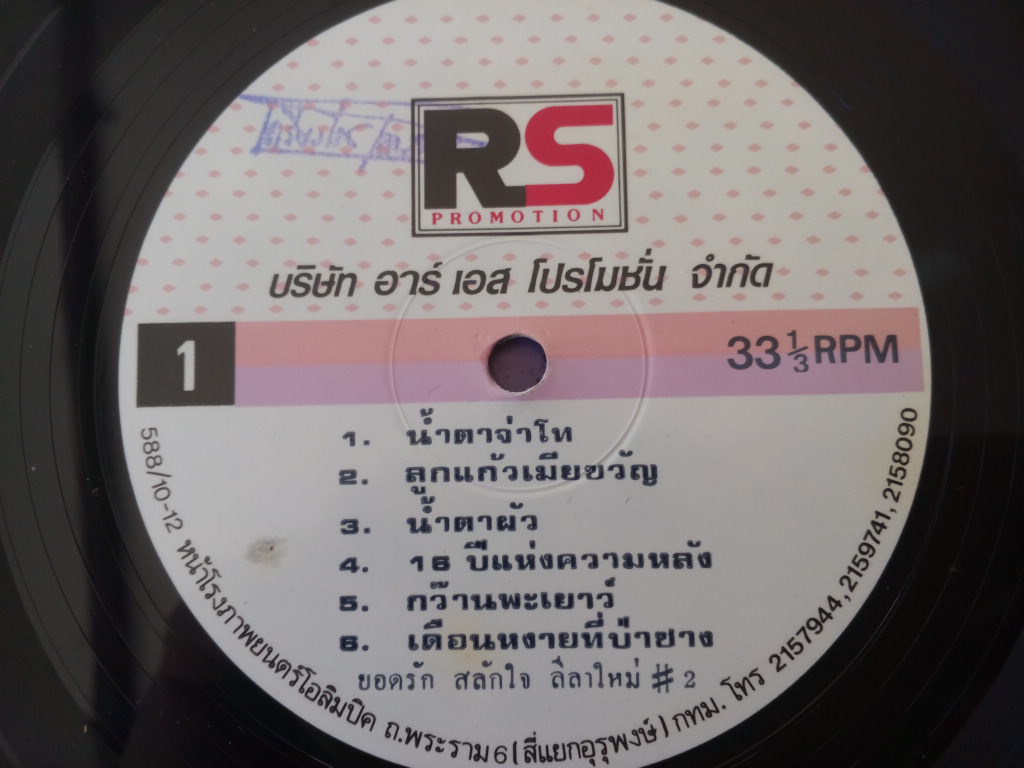 RS
PROMOTION
บริษัท อาร์ เอส โปรโมชั่น จำกัด
1
33 1/3 RPM
1. น้ำตาจ่าโท
2. ลูกแก้วเมียขวัญ
3. น้ำตาผัว
4. 16 ปีแห่งความหลัง
5. กว๊านพะเยาว์
6. เดือนหงายที่ป่าซาง
ยอดรัก สลักใจ ลีลาใหม่ # 2
588/10-12 หน้าโรงภาพยนตร์โอลิมปิค ถ.พระราม 6 (สี่แยกอุรุพงษ์) กทม. โทร 2157944, 2159741, 2158090